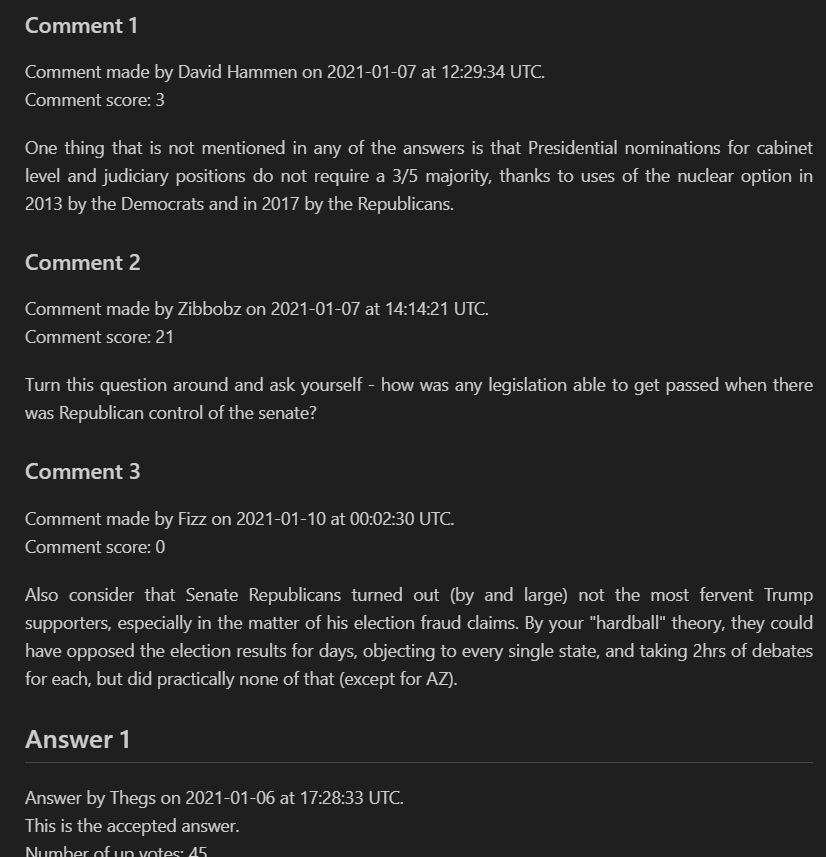 Comment 1
Comment made by David Hammen on 2021-01-07 at 12:29:34 UTC.
Comment score: 3
One thing that is not mentioned in any of the answers is that Presidential nominations for cabinet
level and judiciary positions do not require a 3/5 majority, thanks to uses of the nuclear option in
2013 by the Democrats and in 2017 by the Republicans.
Comment 2
Comment made by Zibbobz on 2021-01-07 at 14:14:21 UTC.
Comment score: 21
Turn this question around and ask yourself - how was any legislation able to get passed when there
was Republican control of the senate?
Comment 3
Comment made by Fizz on 2021-01-10 at 00:02:30 UTC.
Comment score: 0
Also consider that Senate Republicans turned out (by and large) not the most fervent Trump
supporters, especially in the matter of his election fraud claims. By your "hardball" theory, they could
have opposed the election results for days, objecting to every single state, and taking 2hrs of debates
for each, but did practically none of that (except for AZ).
Answer 1
Answer by Thegs on 2021-01-06 at 17:28:33 UTC.
This is the accepted answer.
Number of up votes: 45